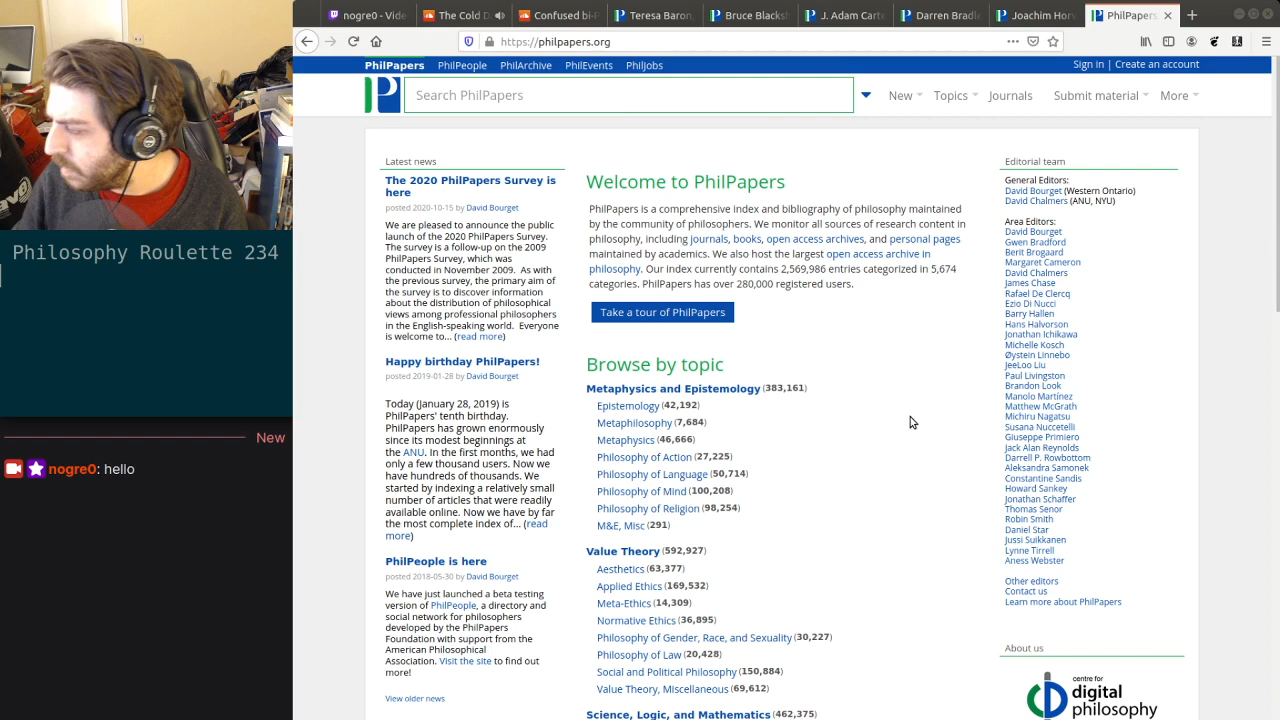 nogre0 - Vide
The Cold D
Confused bi-P
Teresa Baron,
Bruce Blacksh
J. Adam Carte
Darren Bradle
Joachim Horv
PhilPapers:
https://philpapers.org
PhilPapers PhilPeople PhilArchive PhilEvents PhilJobs
Sign in | Create an account
Search PhilPapers
New Topics Journals Submit material More
Philosophy Roulette 234
New
nogre0: hello
Latest news
The 2020 PhilPapers Survey is
here
posted 2020-10-15 by David Bourget
We are pleased to announce the public
launch of the 2020 PhilPapers Survey.
The survey is a follow-up on the 2009
PhilPapers Survey, which was
conducted in November 2009. As with
the previous survey, the primary aim of
the survey is to discover information
about the distribution of philosophical
views among professional philosophers
in the English-speaking world. Everyone
is welcome to... (read more)
Happy birthday PhilPapers!
posted 2019-01-28 by David Bourget
Today (January 28, 2019) is
PhilPapers' tenth birthday.
PhilPapers has grown enormously
since its modest beginnings at
the ANU. In the first months, we had
only a few thousand users. Now we
have hundreds of thousands. We
started by indexing a relatively small
number of articles that were readily
available online. Now we have by far
the most complete index of... (read
more)
PhilPeople is here
posted 2018-05-30 by David Bourget
We have just launched a beta testing
version of PhilPeople, a directory and
social network for philosophers
developed by the PhilPapers
Foundation with support from the
American Philosophical
Association. Visit the site to find out
more!
View older news
Welcome to PhilPapers
PhilPapers is a comprehensive index and bibliography of philosophy maintained
by the community of philosophers. We monitor all sources of research content in
philosophy, including journals, books, open access archives, and personal pages
maintained by academics. We also host the largest open access archive in
philosophy. Our index currently contains 2,569,986 entries categorized in 5,674
categories. PhilPapers has over 280,000 registered users.
Take a tour of PhilPapers
Browse by topic
Metaphysics and Epistemology (383,161)
Epistemology (42,192)
Metaphilosophy (7,684)
Metaphysics (46,666)
Philosophy of Action (27,225)
Philosophy of Language (50,714)
Philosophy of Mind (100,208)
Philosophy of Religion (98,254)
M&E, Misc (291)
Value Theory (592,927)
Aesthetics (63,377)
Applied Ethics (169,532)
Meta-Ethics (14,309)
Normative Ethics (36,895)
Philosophy of Gender, Race, and Sexuality (30,227)
Philosophy of Law (20,428)
Social and Political Philosophy (150,884)
Value Theory, Miscellaneous (69,612)
Science, Logic, and Mathematics (462,375)
Editorial team
General Editors:
David Bourget (Western Ontario)
David Chalmers (ANU, NYU)
Area Editors:
David Bourget
Gwen Bradford
Berit Brogaard
Margaret Cameron
David Chalmers
James Chase
Rafael De Clercq
Ezio Di Nucci
Barry Hallen
Hans Halvorson
Jonathan Ichikawa
Michelle Kosch
Øystein Linnebo
JeeLoo Liu
Paul Livingston
Brandon Look
Manolo Martínez
Matthew McGrath
Michiru Nagatsu
Susana Nuccetelli
Giuseppe Primiero
Jack Alan Reynolds
Darrell P. Rowbottom
Aleksandra Samonek
Constantine Sandis
Howard Sankey
Jonathan Schaffer
Thomas Senor
Robin Smith
Daniel Star
Jussi Suikkanen
Lynne Tirrell
Aness Webster
Other editors
Contact us
Learn more about PhilPapers
About us
centre for
digital
philosophy